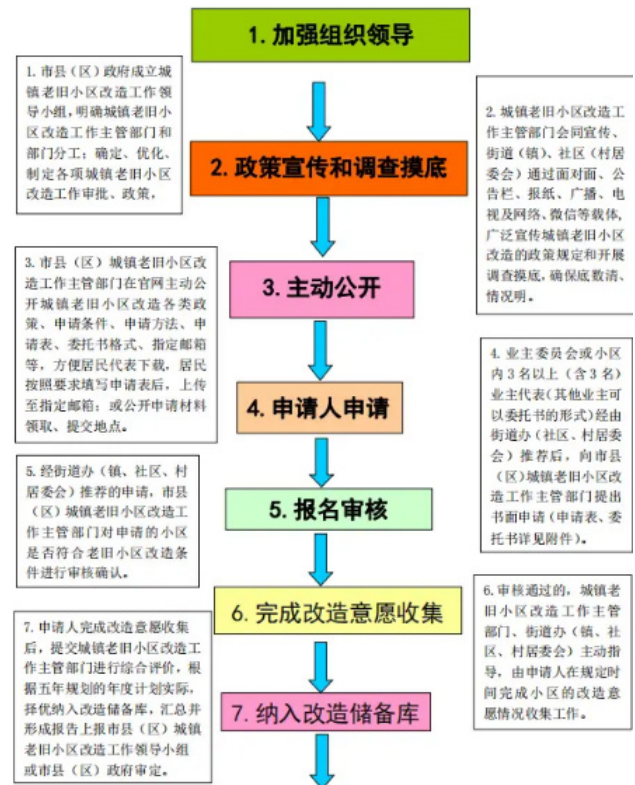 1. 加强组织领导
1. 市县（区）政府成立城
镇老旧小区改造工作领
导小组，明确城镇老旧小
区改造工作主管部门和
部门分工；确定、优化、
制定各项城镇老旧小区
改造工作审批、政策。
2. 城镇老旧小区改造工
作主管部门会同宣传、
街道（镇）、社区（村居
委会）通过面对面、公
告栏、报纸、广播、电
视及网络、微信等载体，
广泛宣传城镇老旧小区
改造的政策规定和开展
调查摸底，确保底数清、
情况明。
2. 政策宣传和调查摸底
3. 市县（区）城镇老旧小区改
造工作主管部门在官网主动公
开城镇老旧小区改造各类政
策、申请条件、申请方法、申
请表、委托书格式、指定邮箱
等，方便居民代表下载，居民
按照要求填写申请表后，上传
至指定邮箱；或公开申请材料
领取、提交地点。
3. 主动公开
4. 业主委员会或小区
内3名以上（含3名）
业主代表（其他业主可
以委托书的形式）经由
街道办（社区、村居委
会）推荐后，向市县
（区）城镇老旧小区改
造工作主管部门提出
书面申请（申请表、委
托书详见附件）。
4. 申请人申请
5. 经街道办（镇、社区、村
居委会）推荐的申请，市县
（区）城镇老旧小区改造工
作主管部门对申请的小区
是否符合老旧小区改造条
件进行审核确认。
5. 报名审核
6. 完成改造意愿收集
6. 审核通过的，城镇老
旧小区改造工作主管
部门、街道办（镇、社
区、村居委会）主动指
导，由申请人在规定时
间完成小区的改造意
愿情况收集工作。
7. 申请人完成改造意愿收集
后，提交城镇老旧小区改造工
作主管部门进行综合评价，根
据五年规划的年度计划实际，
择优纳入改造储备库，汇总并
形成报告上报市县（区）城镇
老旧小区改造工作领导小组
或市县（区）政府审定。
7. 纳入改造储备库